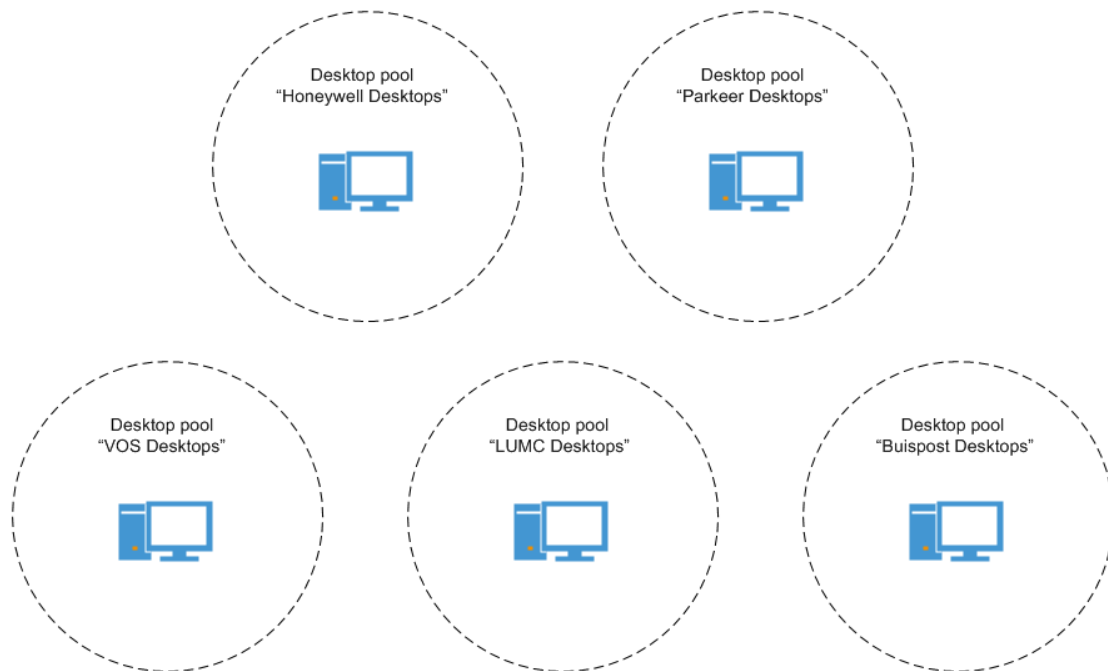 Desktop pool
“Honeywell Desktops”
Desktop pool
“Parkeer Desktops”
Desktop pool
“VOS Desktops”
Desktop pool
“LUMC Desktops”
Desktop pool
“Buispost Desktops”